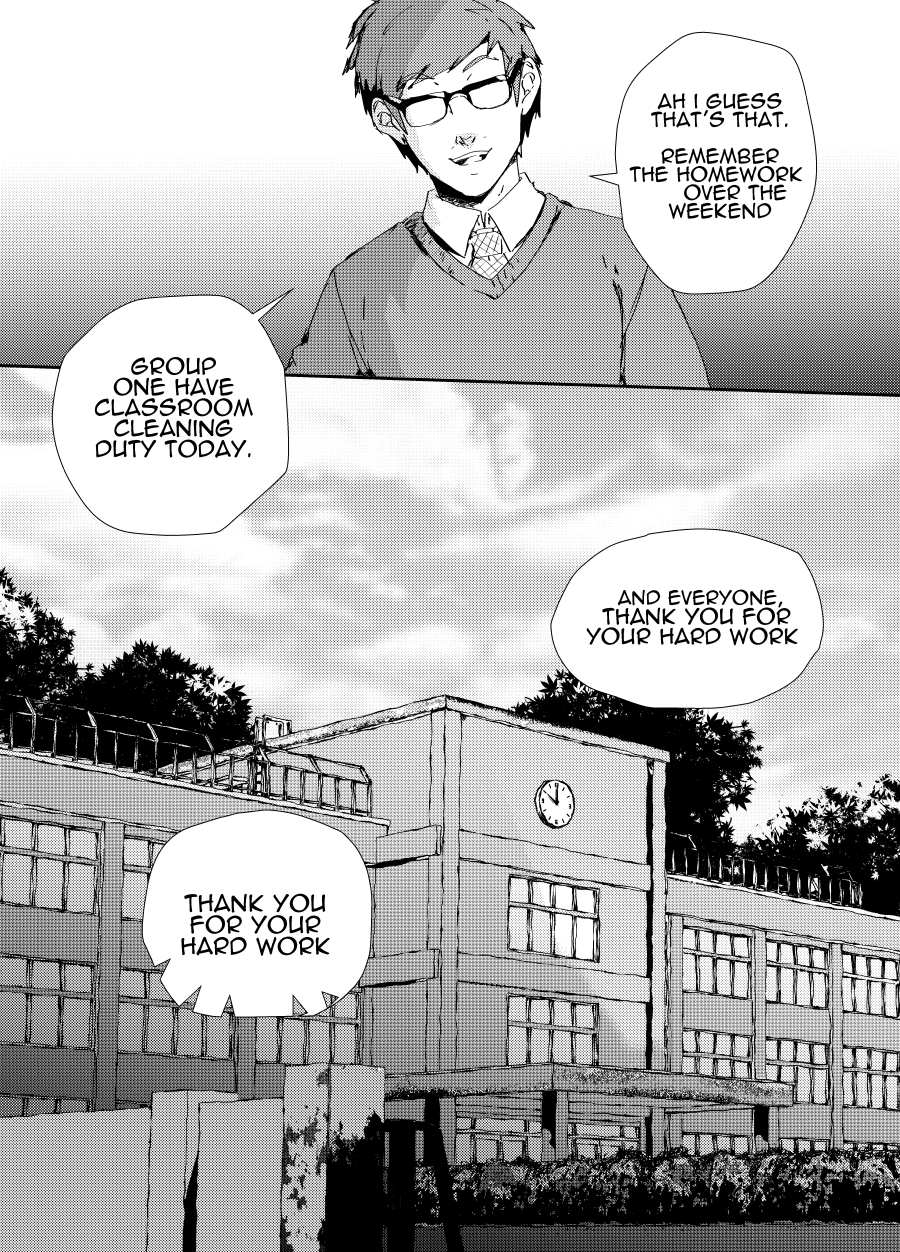 AH I GUESS
THAT'S THAT.
REMEMBER
THE HOMEWORK
OVER THE
WEEKEND
GROUP
ONE HAVE
CLASSROOM
CLEANING
DUTY TODAY.
AND EVERYONE,
THANK YOU FOR
YOUR HARD WORK
THANK YOU
FOR YOUR
HARD WORK